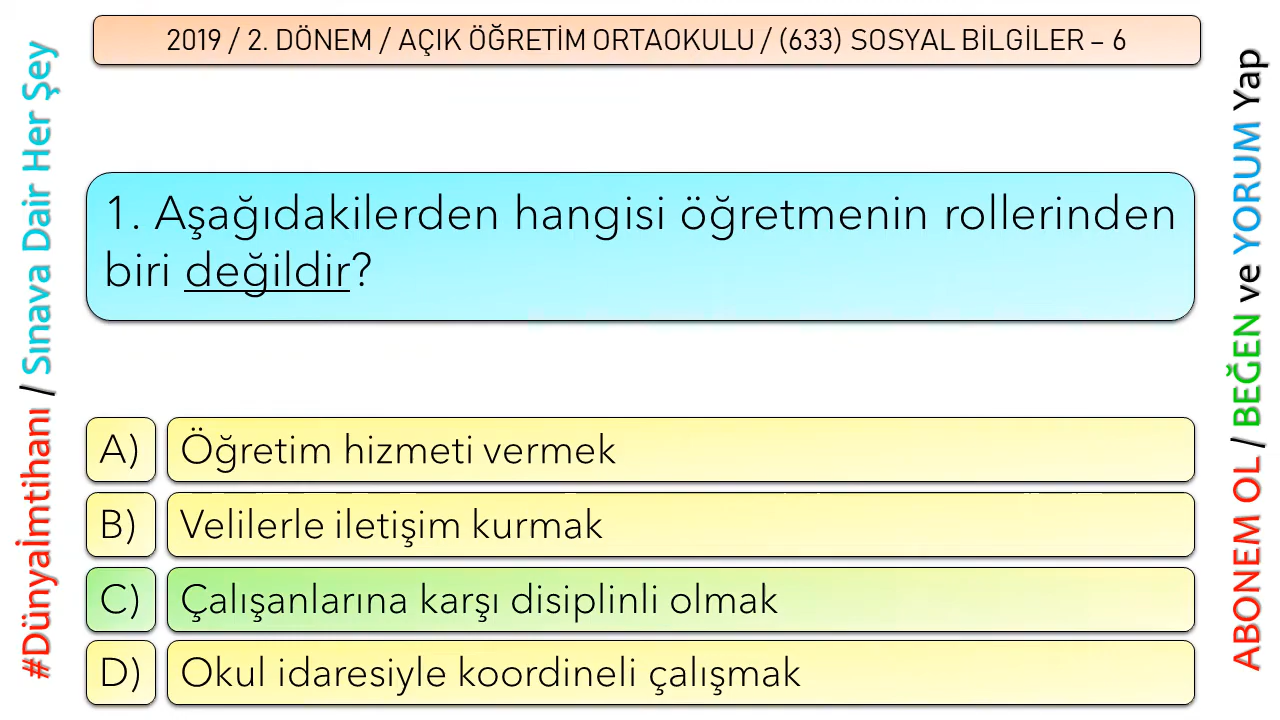 2019 / 2. DÖNEM / AÇIK ÖĞRETİM ORTAOKULU / (633) SOSYAL BİLGİLER – 6
#Dünyaİmtihanı / Sınava Dair Her Şey
1. Aşağıdakilerden hangisi öğretmenin rollerinden
biri değildir?
A) Öğretim hizmeti vermek
B) Velilerle iletişim kurmak
C) Çalışanlarına karşı disiplinli olmak
D) Okul idaresiyle koordineli çalışmak
ABONEM OL / BEĞEN ve YORUM Yap